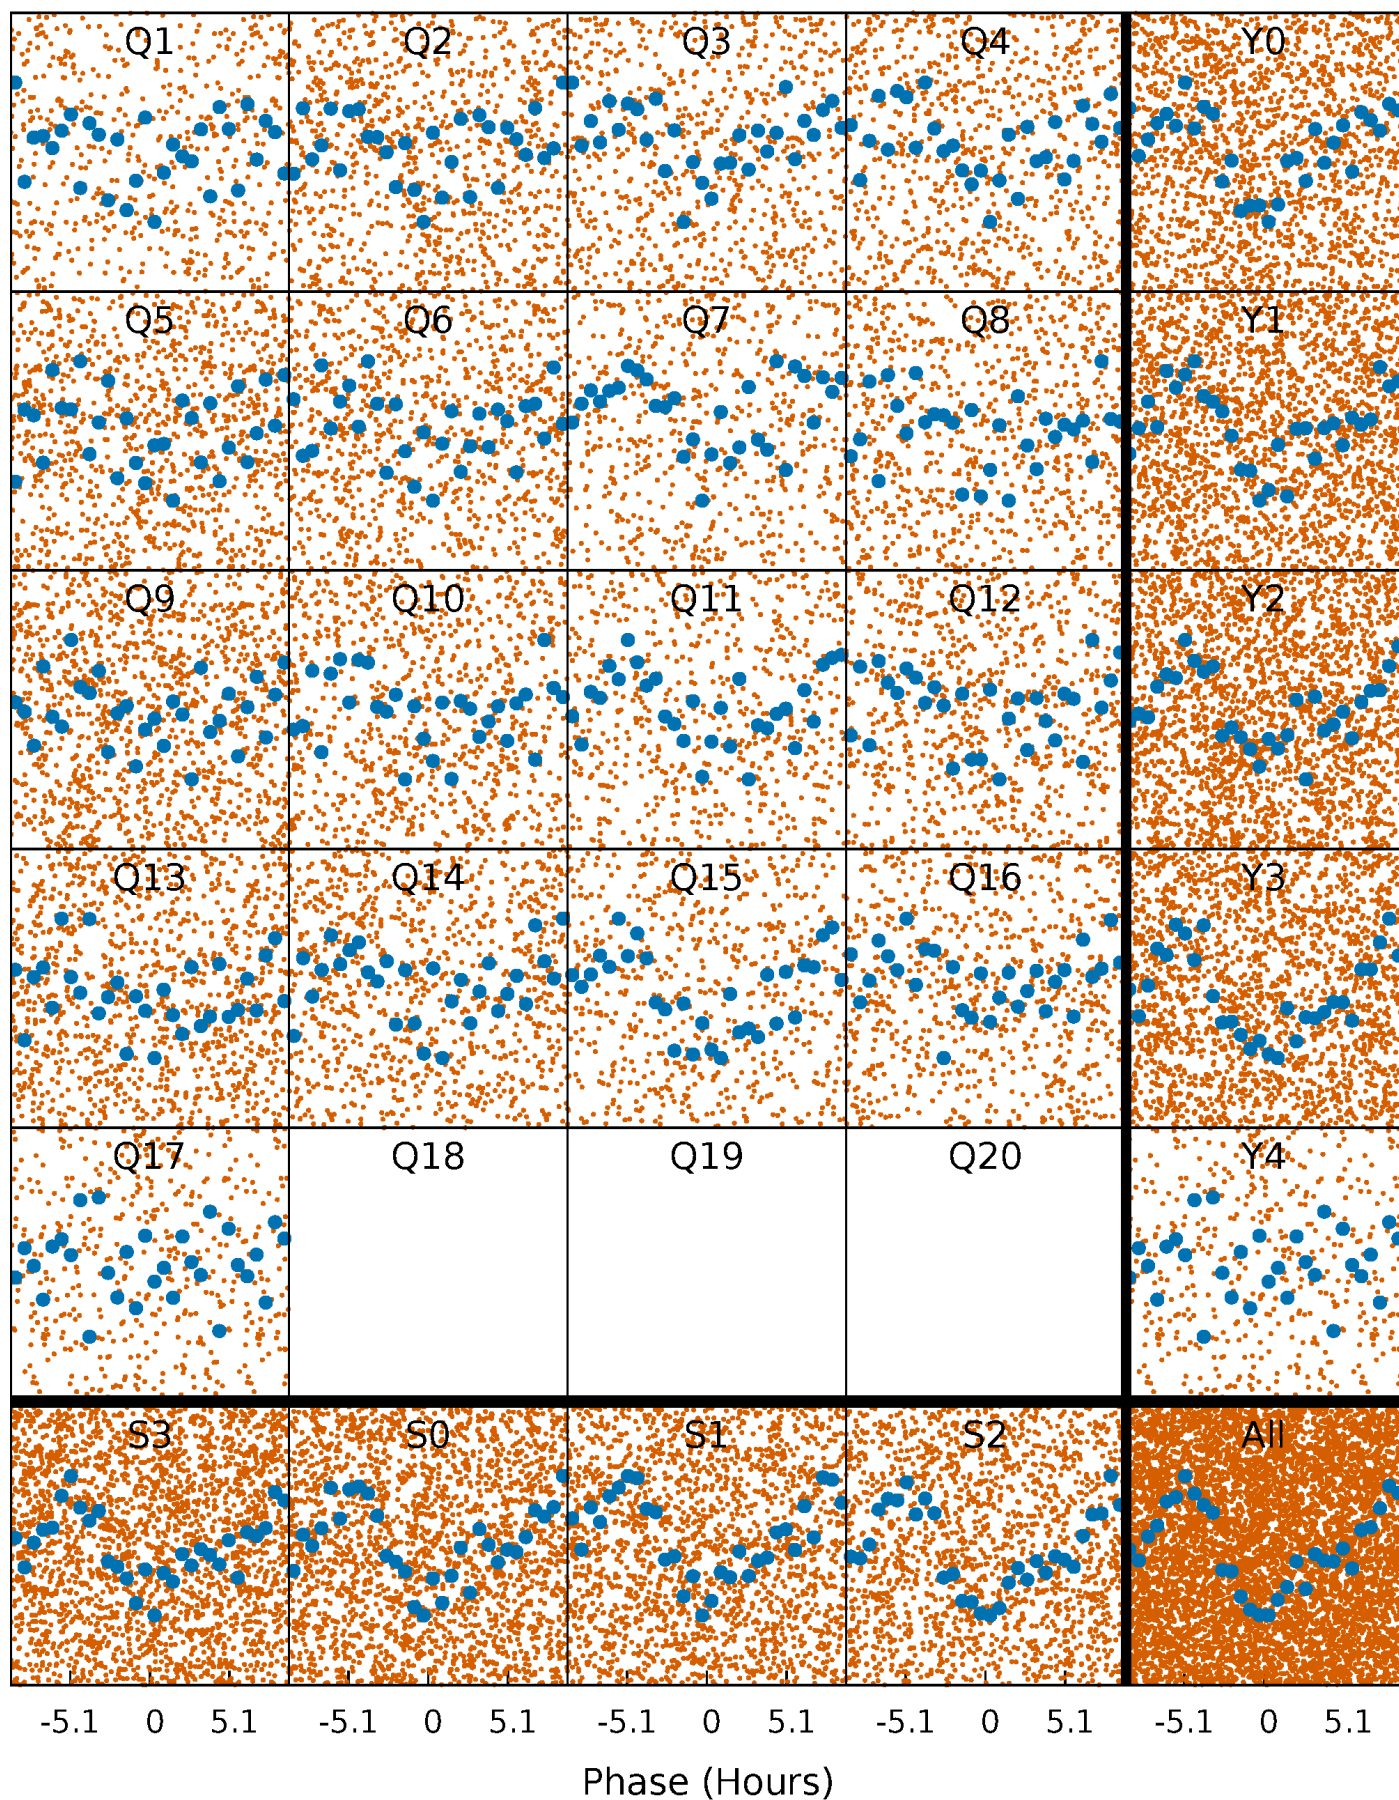 Q1 Q2 Q3 Q4 Y0
Q5 Q6 Q7 Q8 Y1
Q9 Q10 Q11 Q12 Y2
Q13 Q14 Q15 Q16 Y3
Q17 Q18 Q19 Q20 Y4
S3 S0 S1 S2 All
-5.1 0 5.1 -5.1 0 5.1 -5.1 0 5.1 -5.1 0 5.1 -5.1 0 5.1
Phase (Hours)